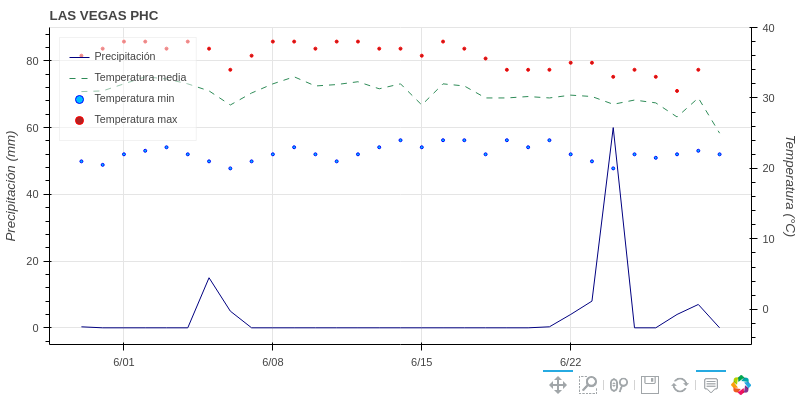 LAS VEGAS PHC
Precipitación
Temperatura media
Temperatura min
Temperatura max
Precipitación (mm)
80
60
40
20
0
Temperatura (°C)
40
30
20
10
0
6/01
6/08
6/15
6/22